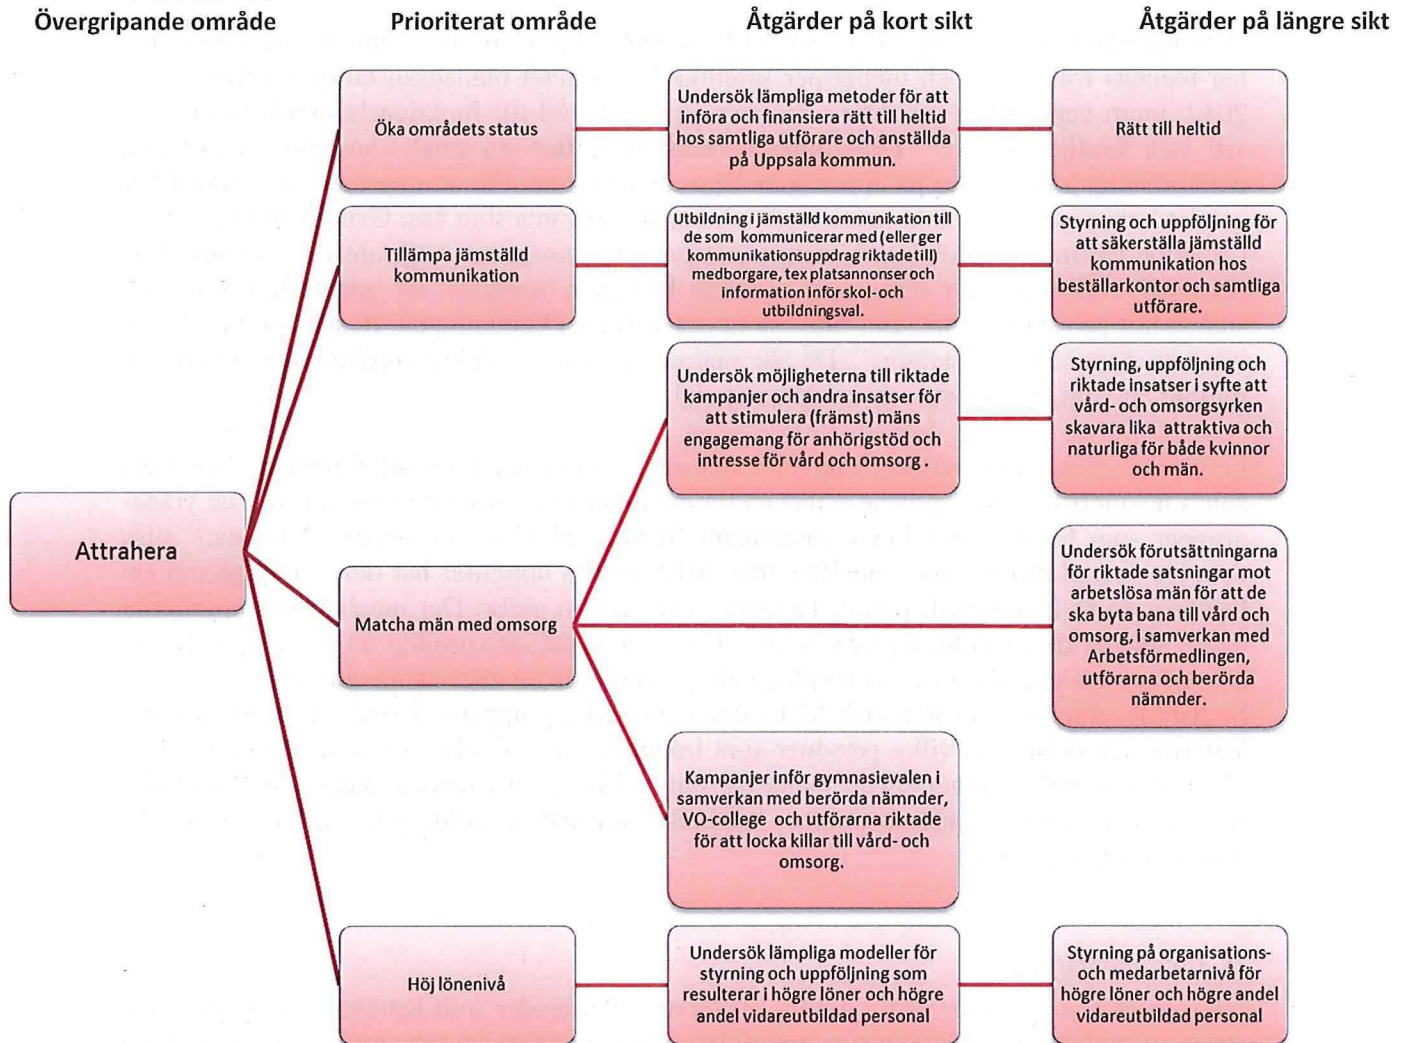 Övergripande område
Prioriterat område
Åtgärder på kort sikt
Åtgärder på längre sikt
Attrahera
Öka områdets status
Undersök lämpliga metoder för att
införa och finansiera rätt till heltid
hos samtliga utförare och anställda
på Uppsala kommun.
Rätt till heltid
Tillämpa jämställd
kommunikation
Utbildning i jämställd kommunikation till
de som kommunicerar med (eller ger
kommunikationsuppdrag riktade till)
medborgare, tex platsannonser och
information inför skol- och
utbildningsval.
Styrning och uppföljning för
att säkerställa jämställd
kommunikation hos
beställarkontor och samtliga
utförare.
Matcha män med omsorg
Undersök möjligheterna till riktade
kampanjer och andra insatser för
att stimulera (främst) mäns
engagemang för anhörigstöd och
intresse för vård och omsorg .
Styrning, uppföljning och
riktade insatser i syfte att
vård- och omsorgsyrken
skavara lika attraktiva och
naturliga för både kvinnor
och män.
Undersök förutsättningarna
för riktade satsningar mot
arbetslösa män för att de
ska byta bana till vård och
omsorg, i samverkan med
Arbetsförmedlingen,
utförarna och berörda
nämnder.
Kampanjer inför gymnasievalen i
samverkan med berörda nämnder,
VO-college och utförarna riktade
för att locka killar till vård- och
omsorg.
Höj lönenivå
Undersök lämpliga modeller för
styrning och uppföljning som
resulterar i högre löner och högre
andel vidareutbildad personal
Styrning på organisations-
och medarbetarnivå för
högre löner och högre andel
vidareutbildad personal